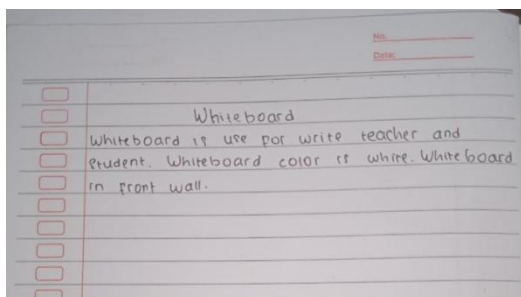 No.
Date:
Whiteboard
Whiteboard is use for write teacher and
student. Whiteboard color is white. Whiteboard
in front wall.